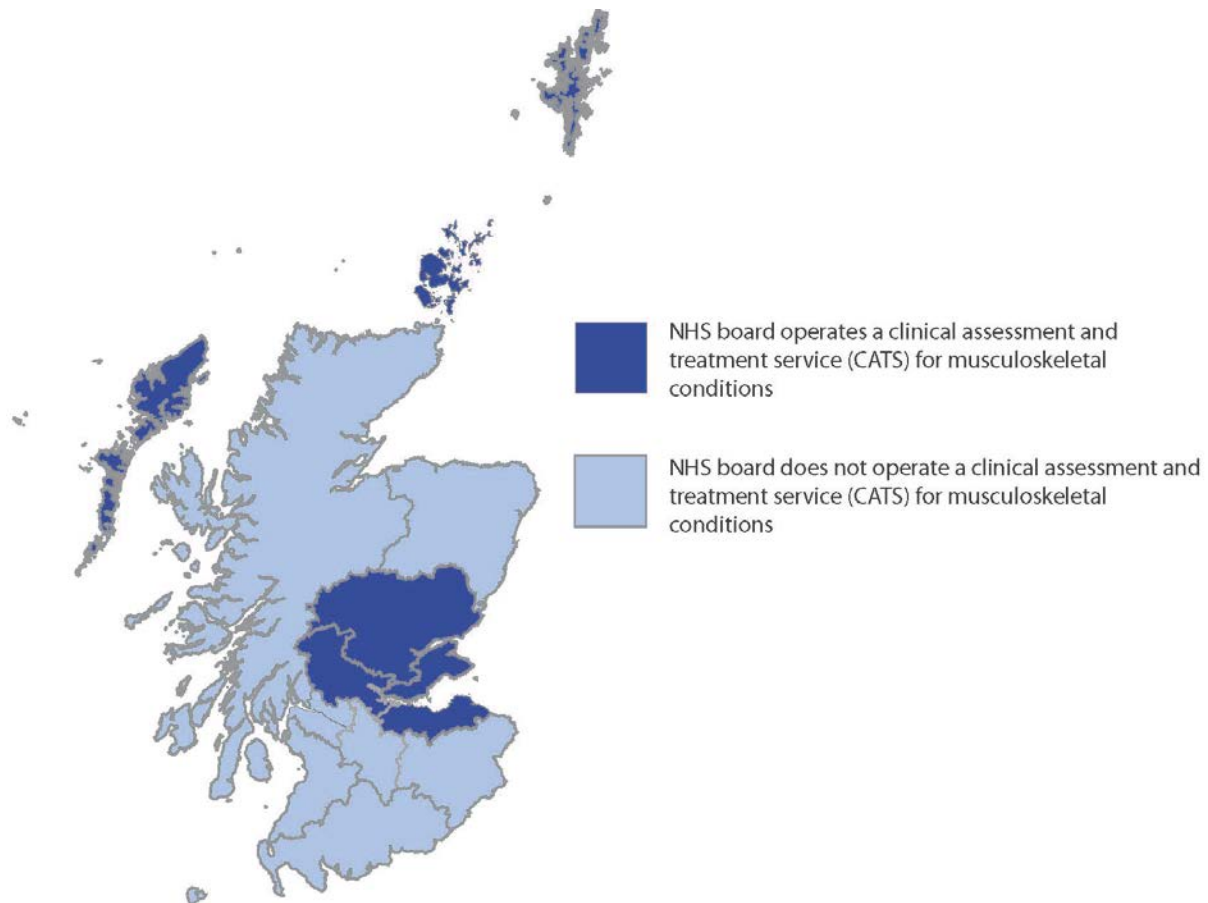 NHS board operates a clinical assessment and
treatment service (CATS) for musculoskeletal
conditions
NHS board does not operate a clinical assessment and
treatment service (CATS) for musculoskeletal
conditions